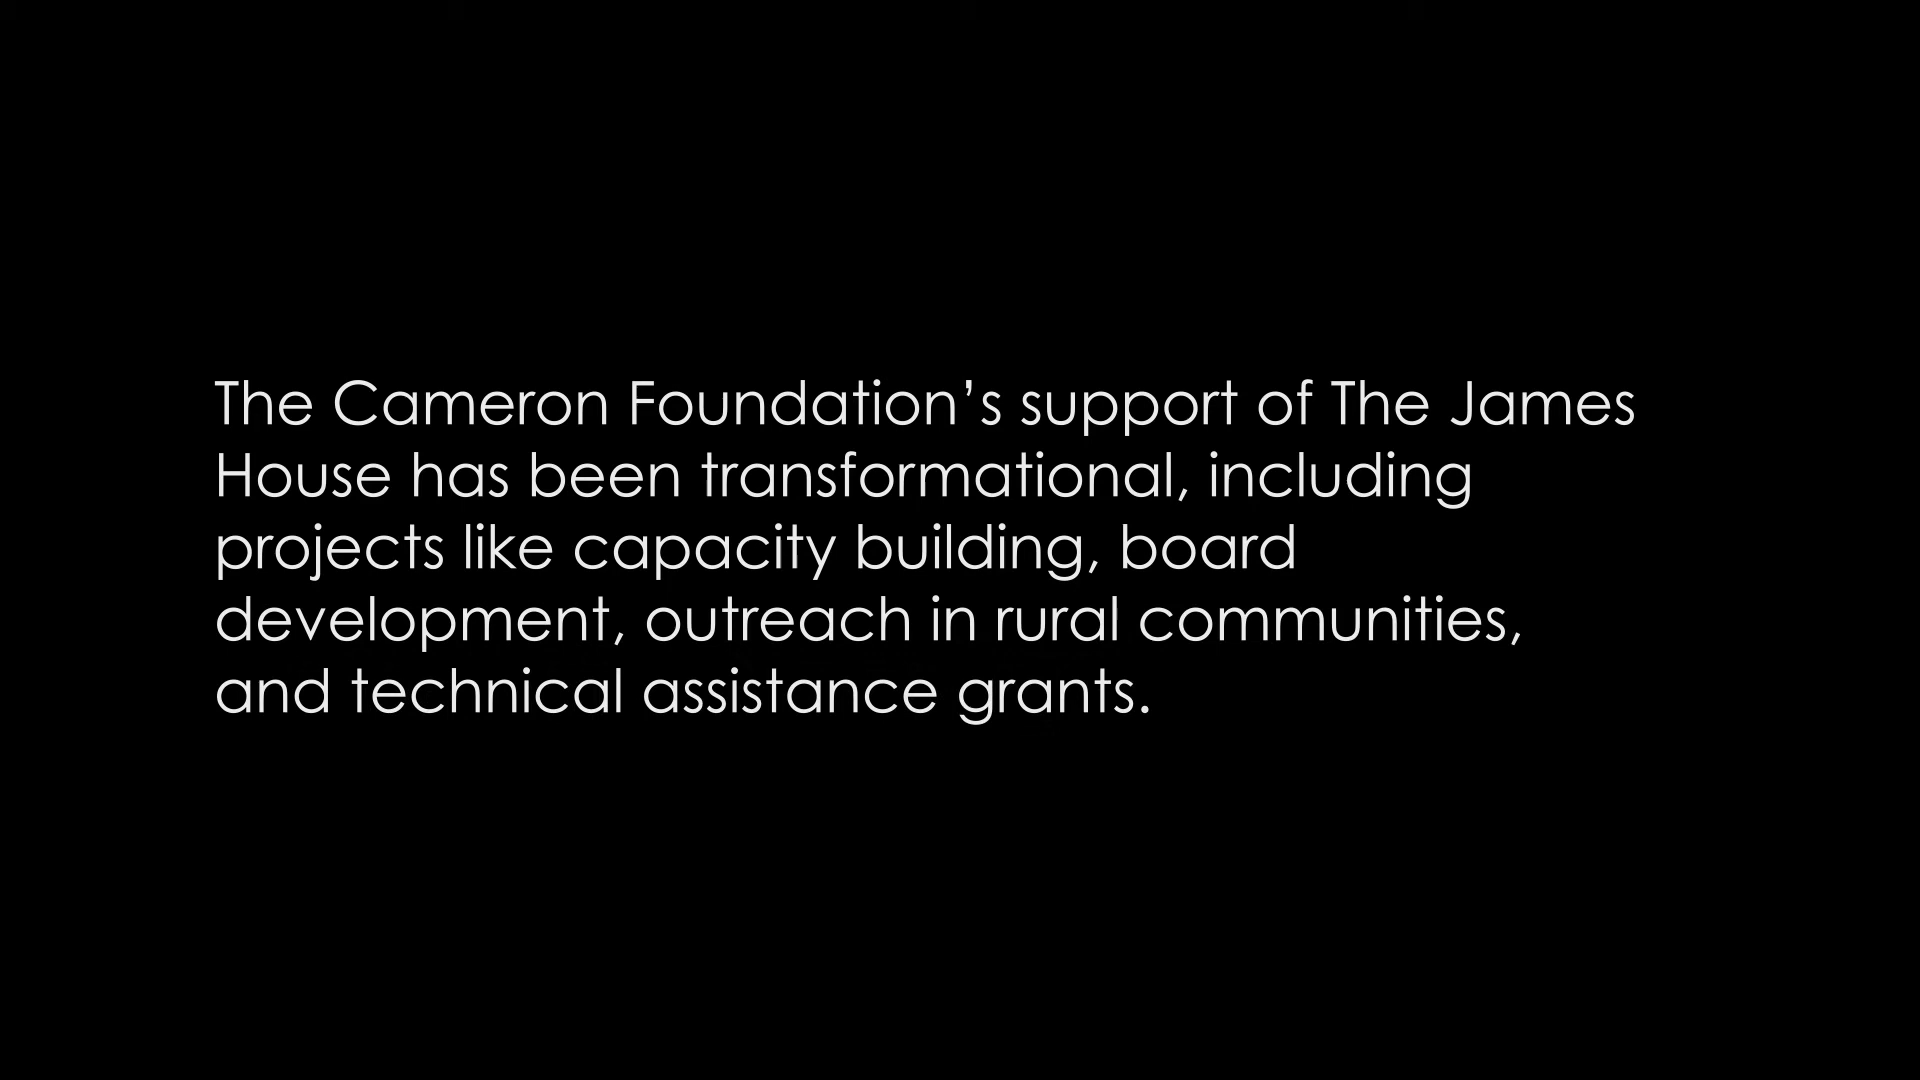 The Cameron Foundation’s support of The James
House has been transformational, including
projects like capacity building, board
development, outreach in rural communities,
and technical assistance grants.